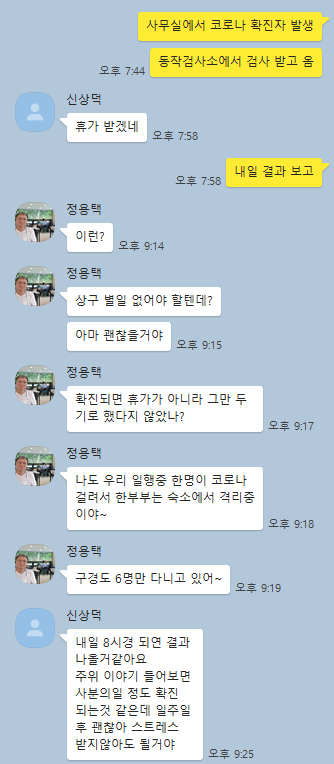 사무실에서 코로나 확진자 발생
동작검사소에서 검사 받고 옴
오후 7:44
신상덕
휴가 받겠네
오후 7:58
내일 결과 보고
오후 7:58
정용택
이런?
오후 9:14
정용택
상구 별일 없어야 할텐데?
아마 괜찮을거야
오후 9:15
정용택
확진되면 휴가가 아니라 그만 두
기로 했다지 않았나?
오후 9:17
정용택
나도 우리 일행중 한명이 코로나
걸려서 한부부는 숙소에서 격리중
이야~
오후 9:18
정용택
구경도 6명만 다니고 있어~
오후 9:19
신상덕
내일 8시경 되연 결과
나올거같아요
주위 이야기 들어보면
사분의일 정도 확진
되는것 같은데 일주일
후 괜찮아 스트레스
받지않아도 될거야
오후 9:25